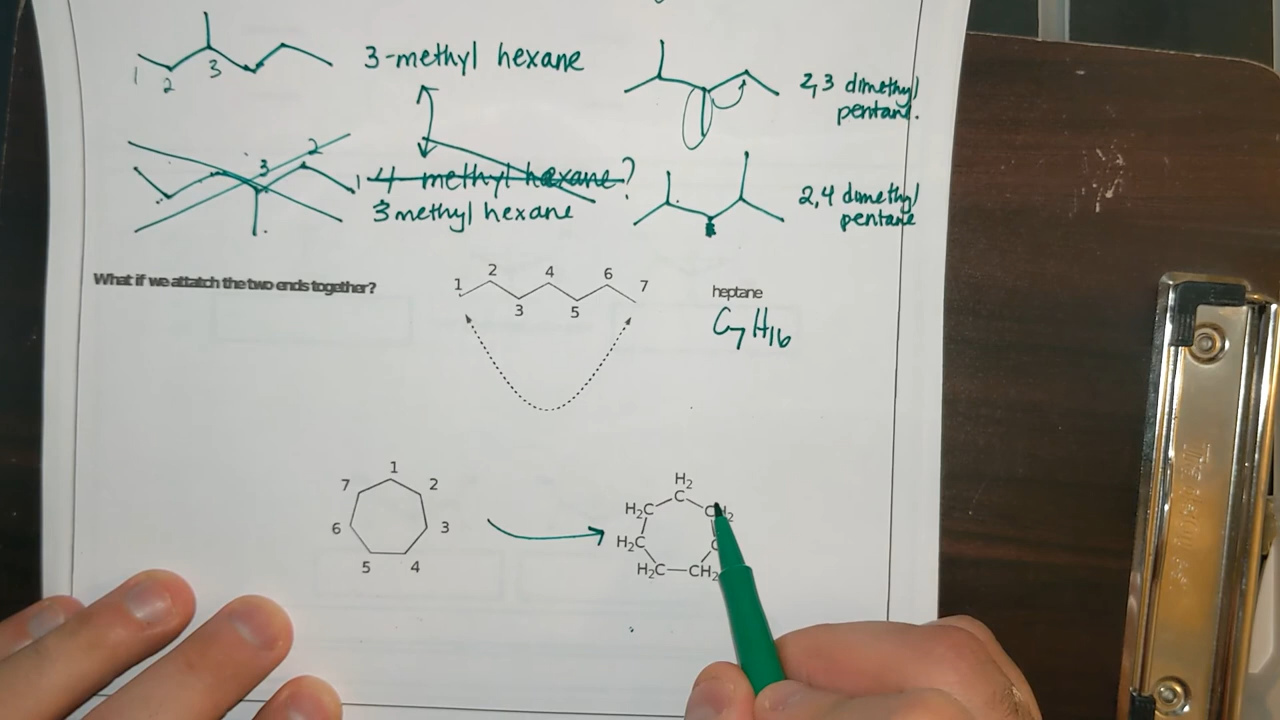 3-methyl hexane
1 2 3
2,3 dimethyl
pentane.
3 2 1
4 methyl hexane?
3 methyl hexane
2,4 dimethyl
pentane
What if we attatch the two ends together?
1 2 3 4 5 6 7
heptane
C7H16
1
7 2
6 3
5 4
H₂
C
H₂C
H₂C
H₂C—CH₂